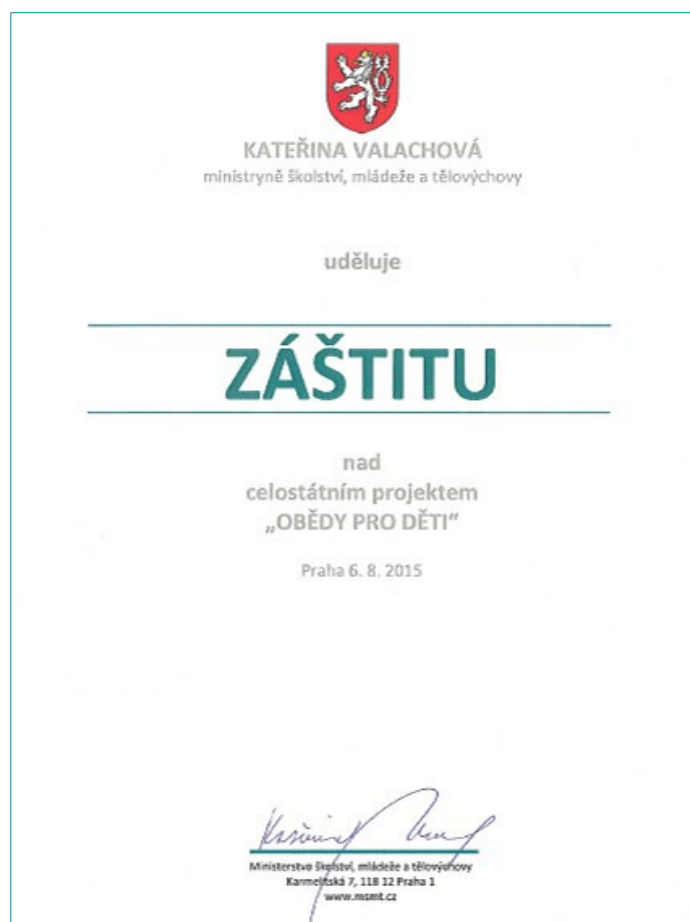 KATEŘINA VALACHOVÁ
ministryně školství, mládeže a tělovýchovy
uděluje
ZÁŠTITU
nad
celostátním projektem
„OBĚDY PRO DĚTI"
Praha 6. 8. 2015
Ministerstvo školství, mládeže a tělovýchovy
Karmelitská 7, 118 12 Praha 1
www.msmt.cz